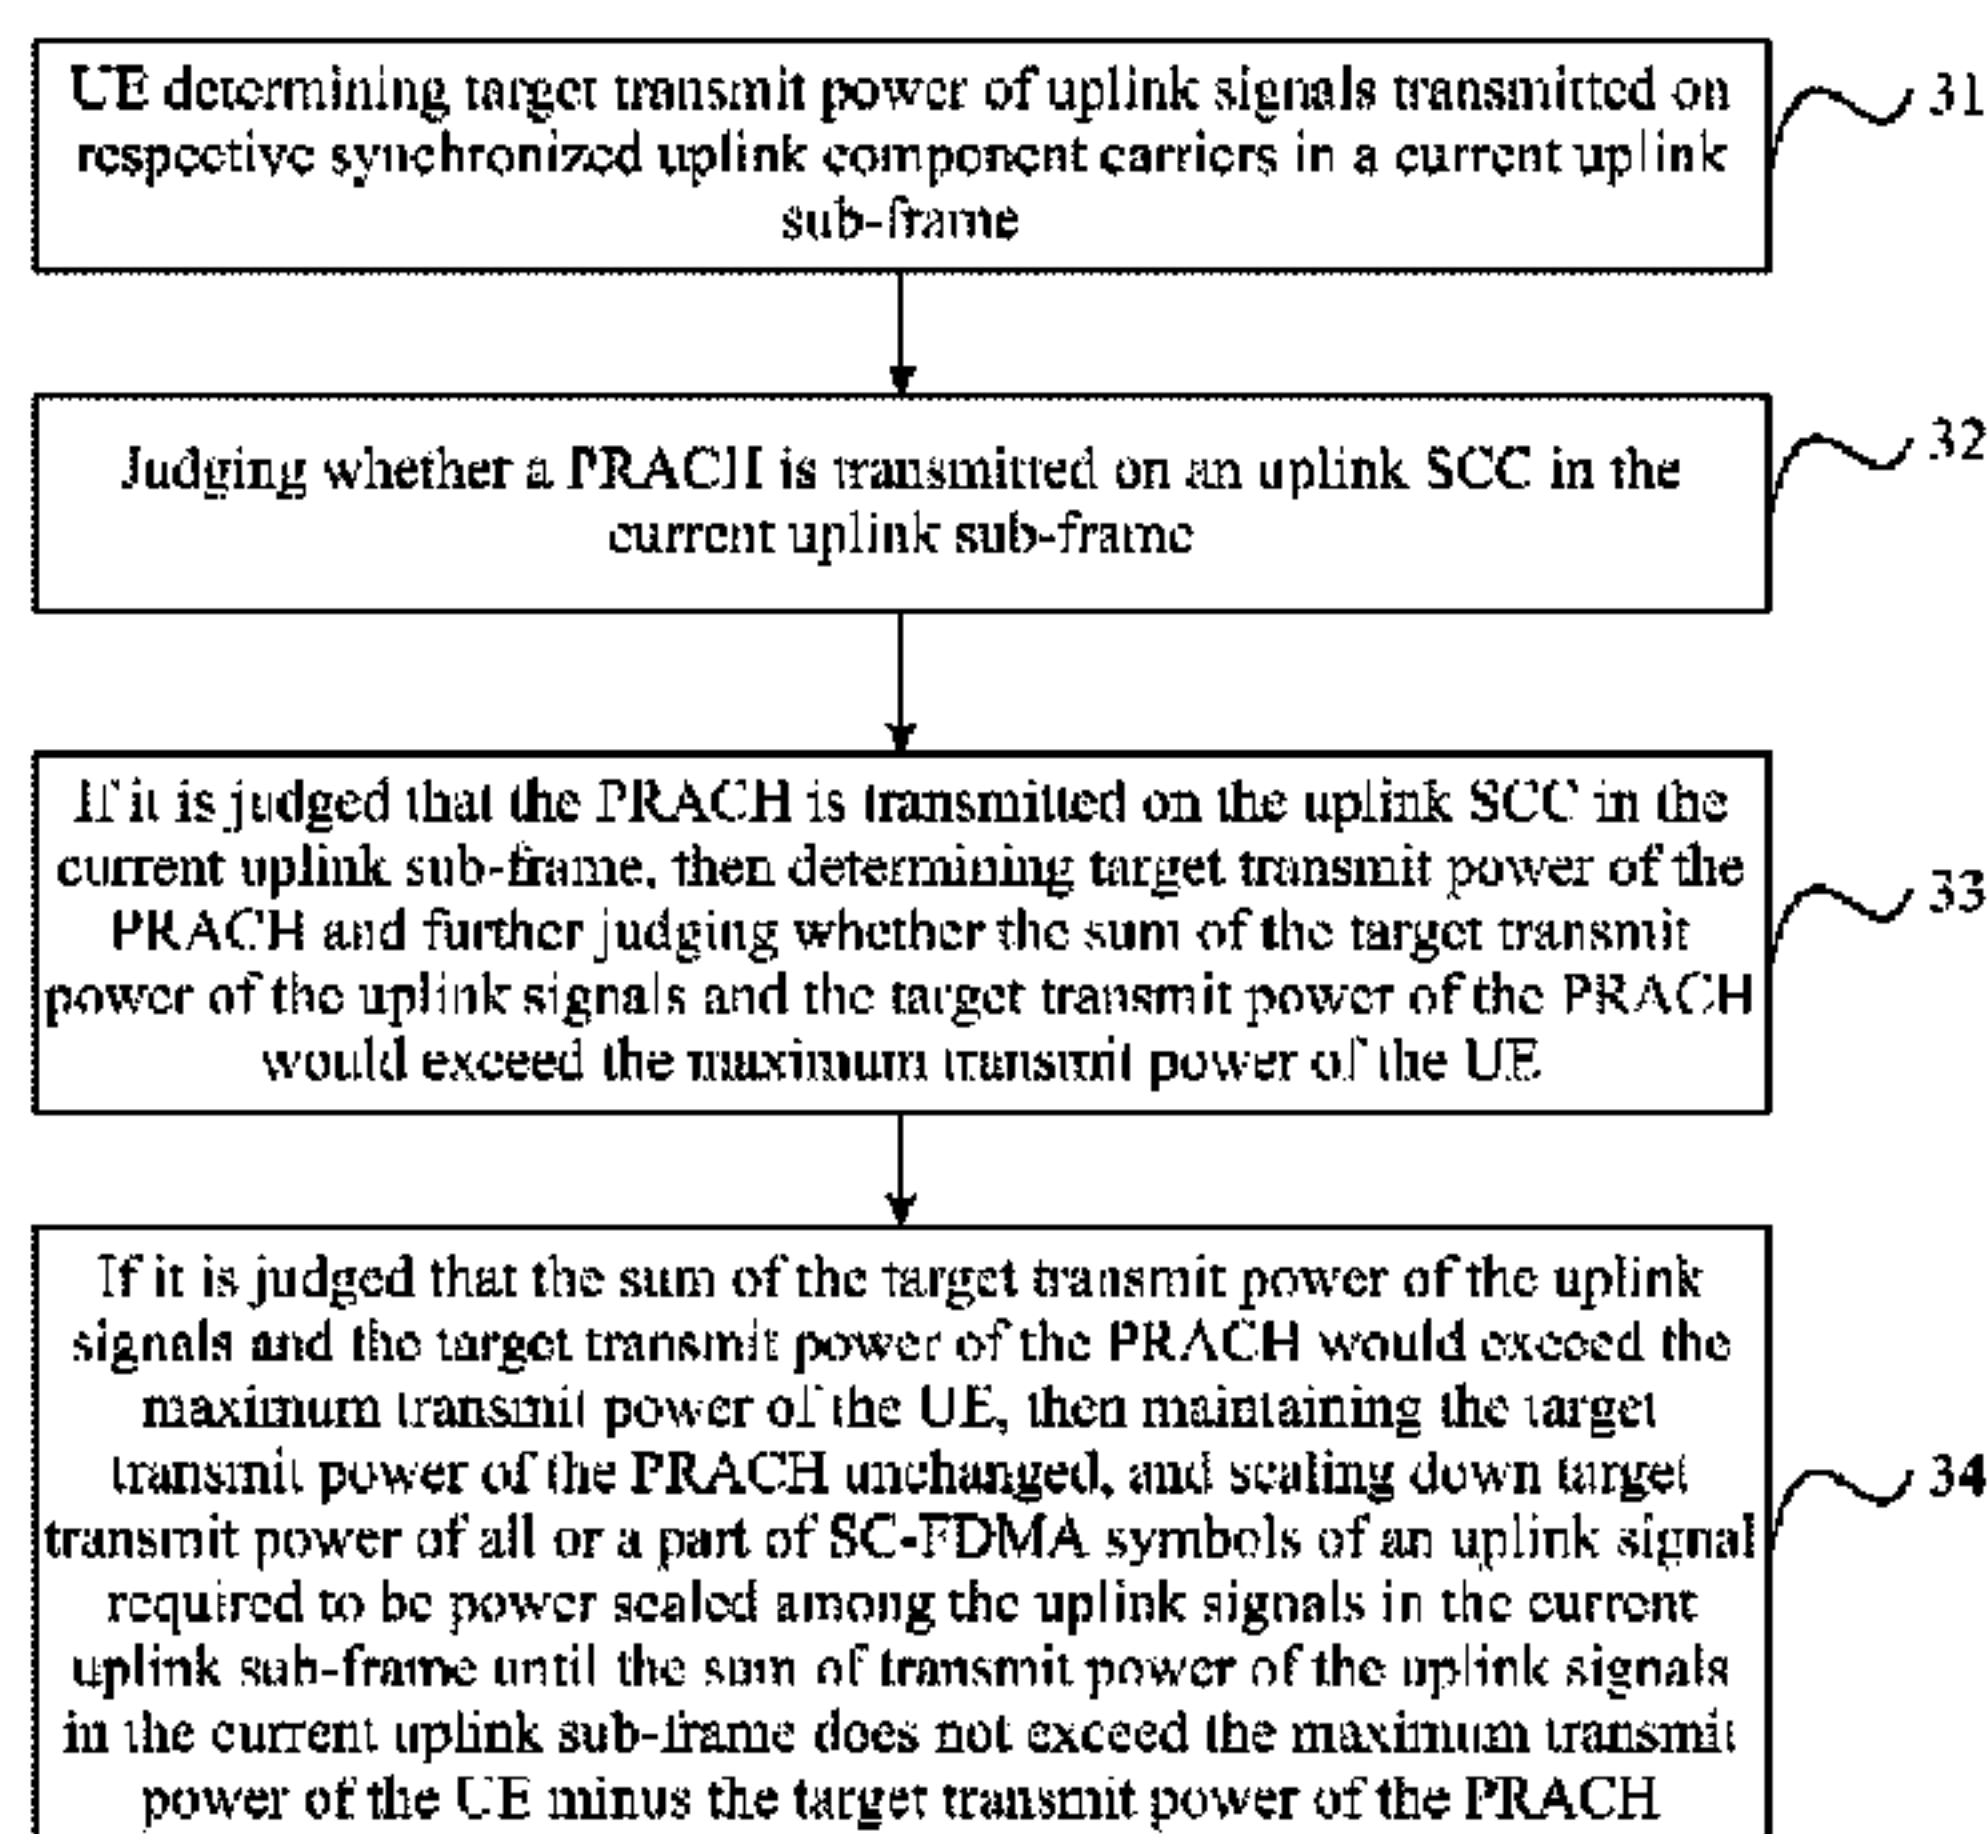 UE determining target transmit power of uplink signals transmitted on
respective synchronized uplink component carriers in a current uplink
sub-frame
31
Judging whether a PRACH is transmitted on an uplink SCC in the
current uplink sub-frame
32
If it is judged that the PRACH is transmitted on the uplink SCC in the
current uplink sub-frame, then determining target transmit power of the
PRACH and further judging whether the sum of the target transmit
power of the uplink signals and the target transmit power of the PRACH
would exceed the maximum transmit power of the UE
33
If it is judged that the sum of the target transmit power of the uplink
signals and the target transmit power of the PRACH would exceed the
maximum transmit power of the UE, then maintaining the target
transmit power of the PRACH unchanged, and scaling down target
transmit power of all or a part of SC-FDMA symbols of an uplink signal
required to be power scaled among the uplink signals in the current
uplink sub-frame until the sum of transmit power of the uplink signals
in the current uplink sub-frame does not exceed the maximum transmit
power of the UE minus the target transmit power of the PRACH
34